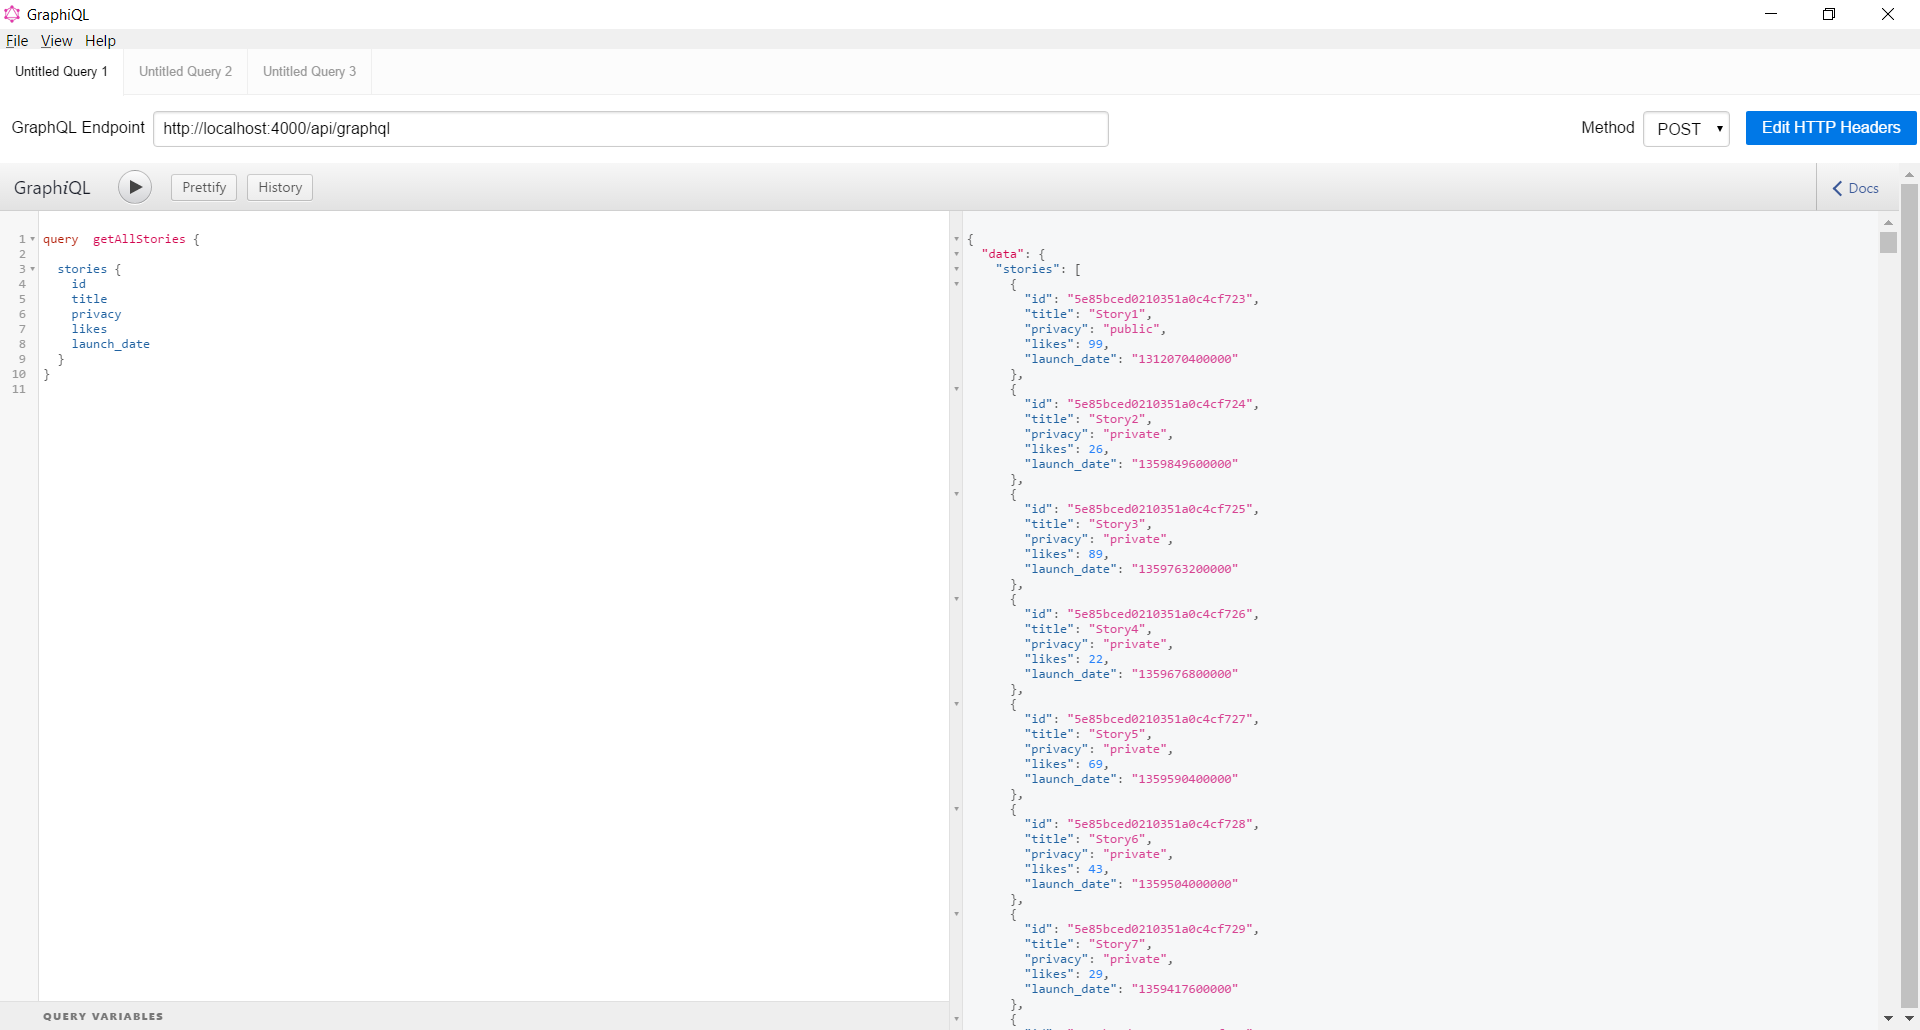 GraphiQL
File View Help
Untitled Query 1 Untitled Query 2 Untitled Query 3
GraphQL Endpoint http://localhost:4000/api/graphql Method POST Edit HTTP Headers
GraphiQL Prettify History Docs
1 query  getAllStories {
2
3   stories {
4     id
5     title
6     privacy
7     likes
8     launch_date
9   }
10 }
11
QUERY VARIABLES
{
  "data": {
    "stories": [
      {
        "id": "5e85bced0210351a0c4cf723",
        "title": "Story1",
        "privacy": "public",
        "likes": 99,
        "launch_date": "1312070400000"
      },
      {
        "id": "5e85bced0210351a0c4cf724",
        "title": "Story2",
        "privacy": "private",
        "likes": 26,
        "launch_date": "1359849600000"
      },
      {
        "id": "5e85bced0210351a0c4cf725",
        "title": "Story3",
        "privacy": "private",
        "likes": 89,
        "launch_date": "1359763200000"
      },
      {
        "id": "5e85bced0210351a0c4cf726",
        "title": "Story4",
        "privacy": "private",
        "likes": 22,
        "launch_date": "1359676800000"
      },
      {
        "id": "5e85bced0210351a0c4cf727",
        "title": "Story5",
        "privacy": "private",
        "likes": 69,
        "launch_date": "1359590400000"
      },
      {
        "id": "5e85bced0210351a0c4cf728",
        "title": "Story6",
        "privacy": "private",
        "likes": 43,
        "launch_date": "1359504000000"
      },
      {
        "id": "5e85bced0210351a0c4cf729",
        "title": "Story7",
        "privacy": "private",
        "likes": 29,
        "launch_date": "1359417600000"
      },
      {